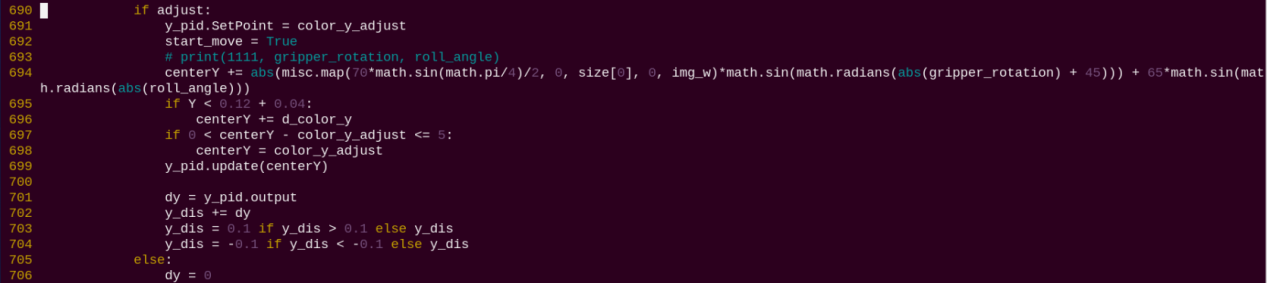 690             if adjust:
691                 y_pid.SetPoint = color_y_adjust
692                 start_move = True
693                 # print(1111, gripper_rotation, roll_angle)
694                 centerY += abs(misc.map(70*math.sin(math.pi/4)/2, 0, size[0], 0, img_w)*math.sin(math.radians(abs(gripper_rotation) + 45))) + 65*math.sin(mat
h.radians(abs(roll_angle)))
695                 if Y < 0.12 + 0.04:
696                     centerY += d_color_y
697                 if 0 < centerY - color_y_adjust <= 5:
698                     centerY = color_y_adjust
699                 y_pid.update(centerY)
700
701                 dy = y_pid.output
702                 y_dis += dy
703                 y_dis = 0.1 if y_dis > 0.1 else y_dis
704                 y_dis = -0.1 if y_dis < -0.1 else y_dis
705             else:
706                 dy = 0